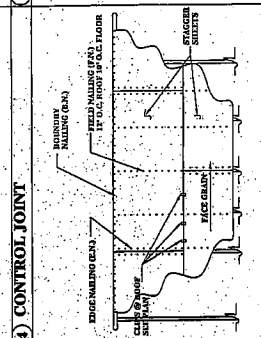 4) CONTROL JOINT
BOUNDRY
NAILING (B.N.)
FIELD NAILING (F.N.)
12" O.C. ROOF 10" O.C. FLOOR
STAGGER
SHEETS
EDGE NAILING (E.N.)
FACE GRAIN
CLIPS @ ROOF
SEE PLAN